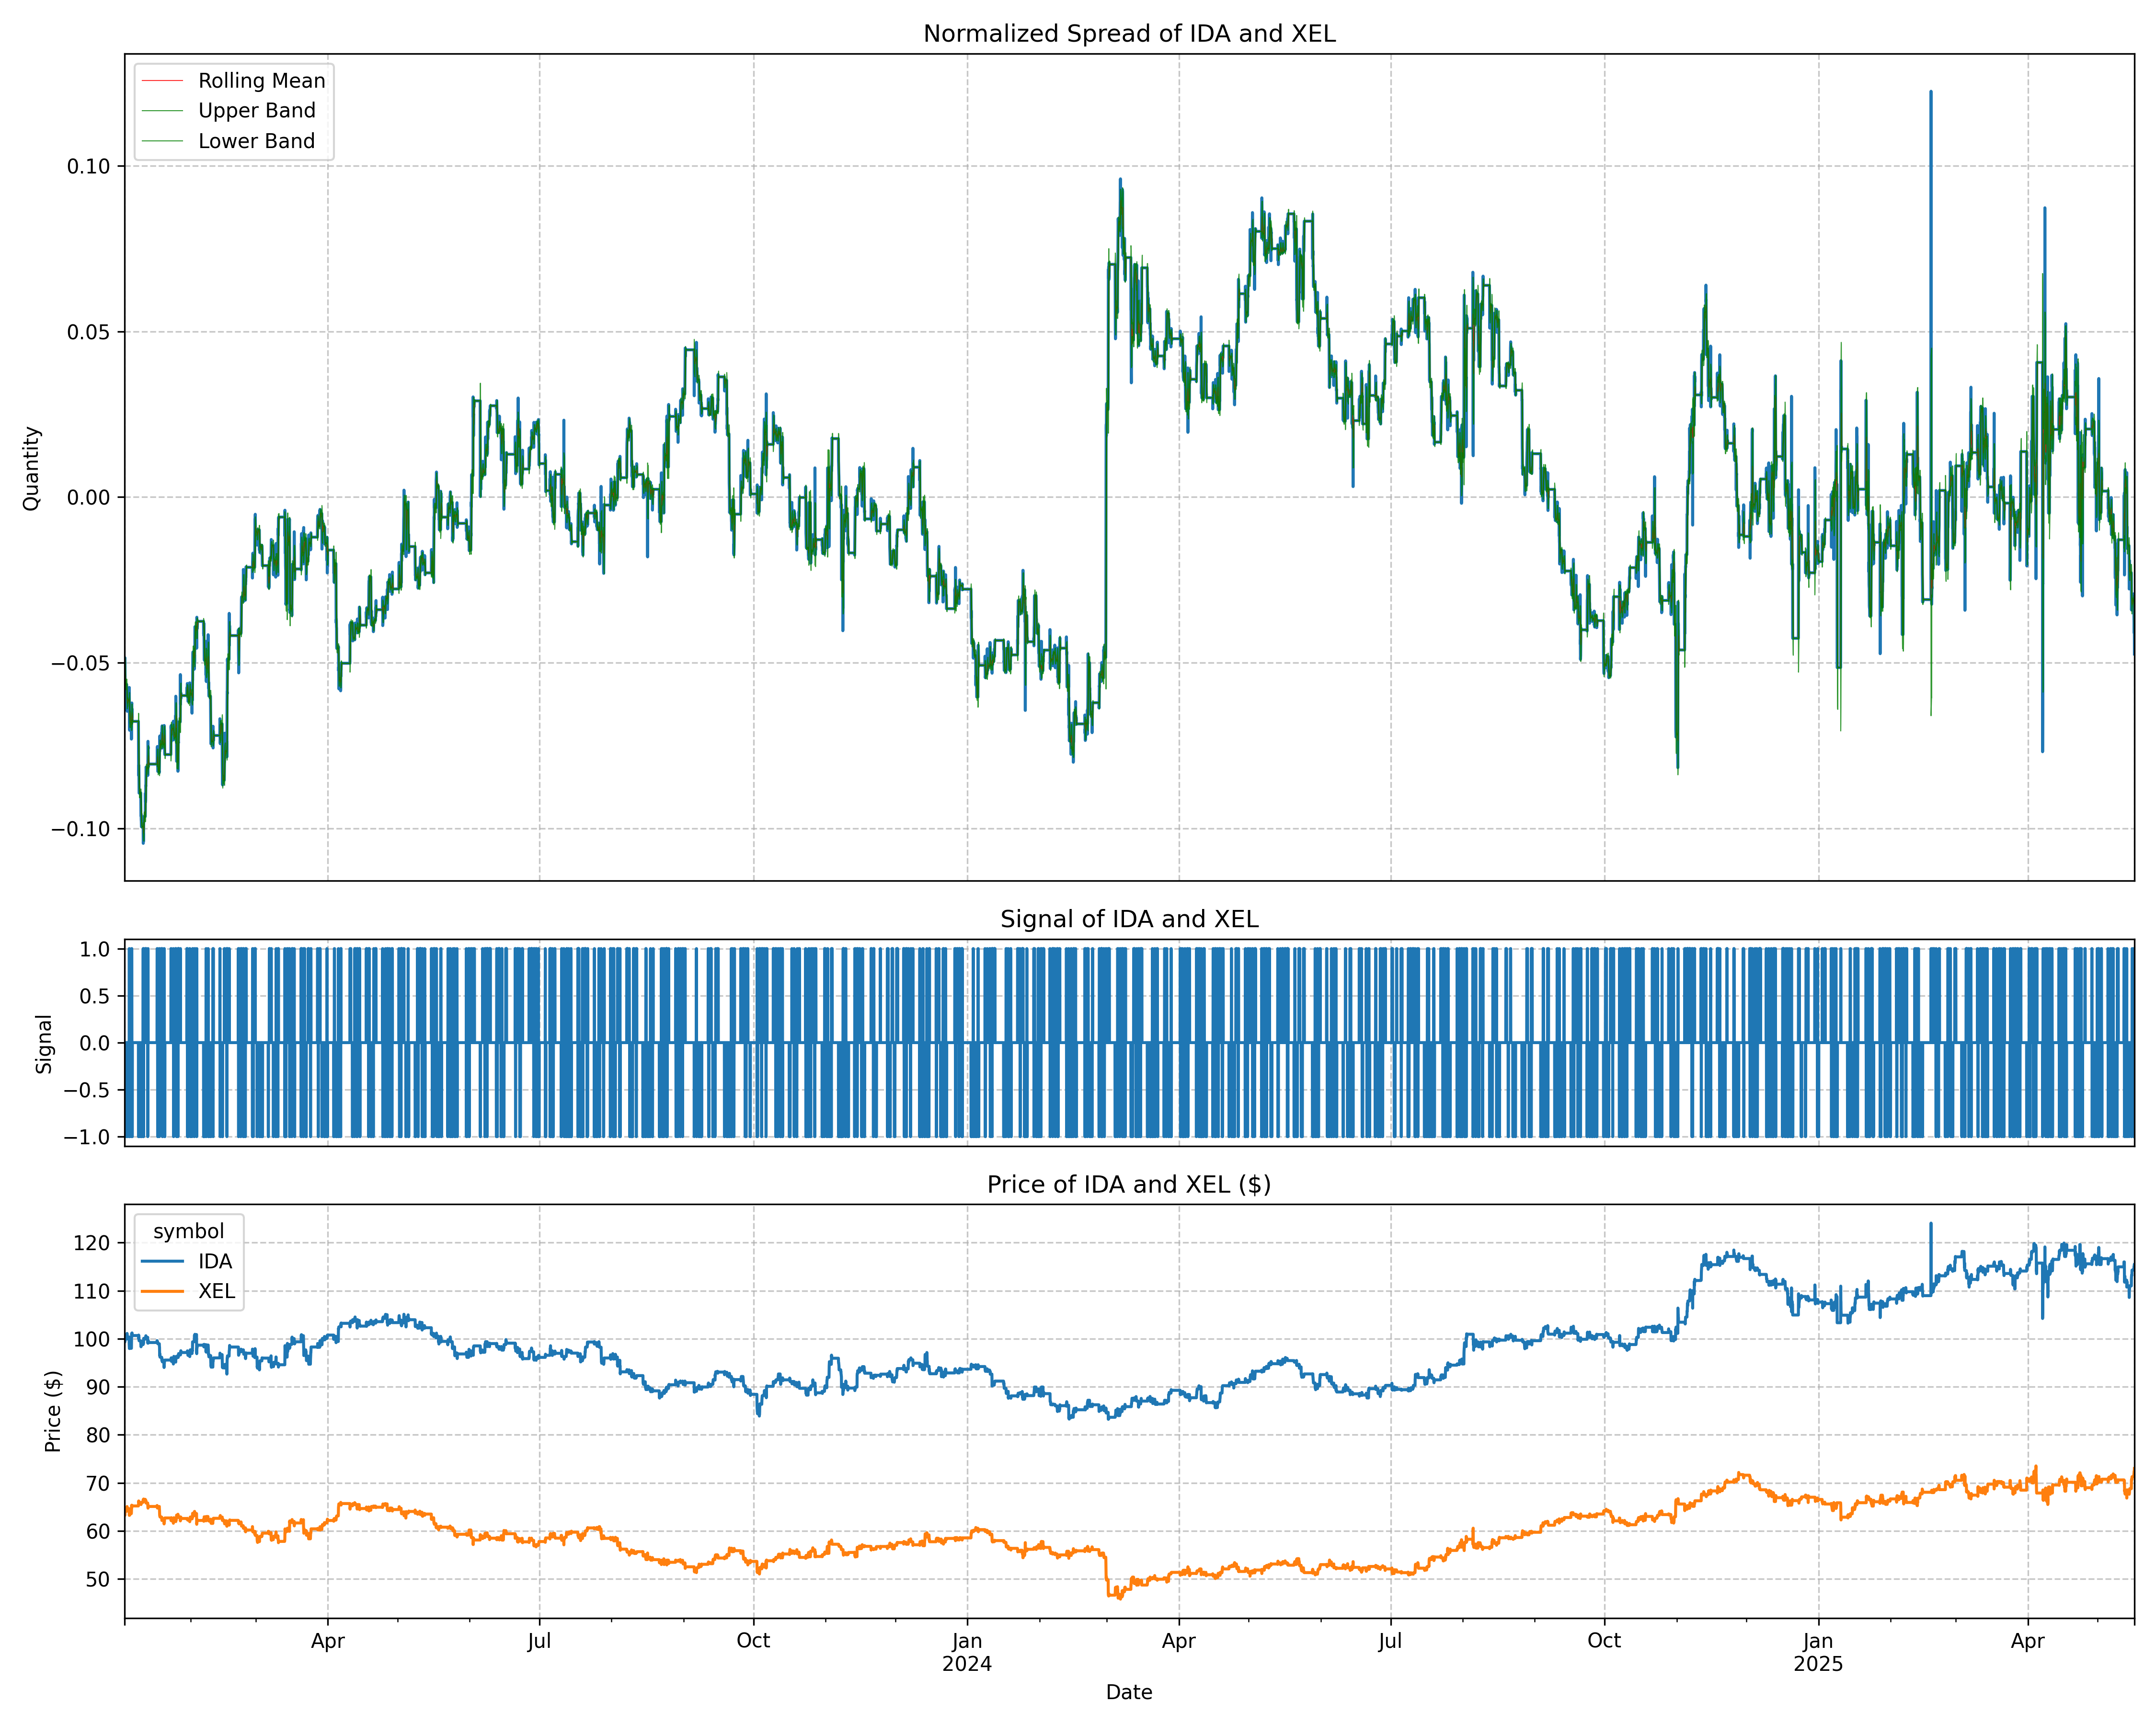 Normalized Spread of IDA and XEL
Rolling Mean
Upper Band
Lower Band
0.10
0.05
0.00
−0.05
−0.10
Quantity
Signal of IDA and XEL
1.0
0.5
0.0
−0.5
−1.0
Signal
Price of IDA and XEL ($)
symbol
IDA
XEL
120
110
100
90
80
70
60
50
Price ($)
Apr Jul Oct Jan Apr Jul Oct Jan Apr
2024 2025
Date